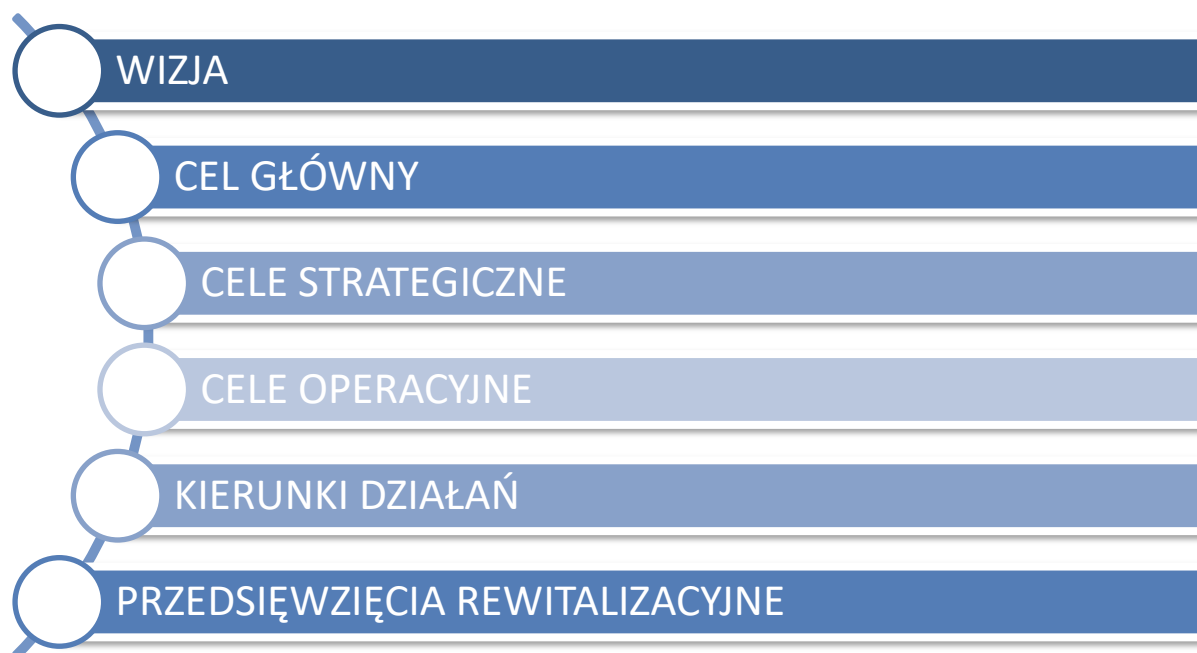 WIZJA
CEL GŁÓWNY
CELE STRATEGICZNE
CELE OPERACYJNE
KIERUNKI DZIAŁAŃ
PRZEDSIĘWZIĘCIA REWITALIZACYJNE